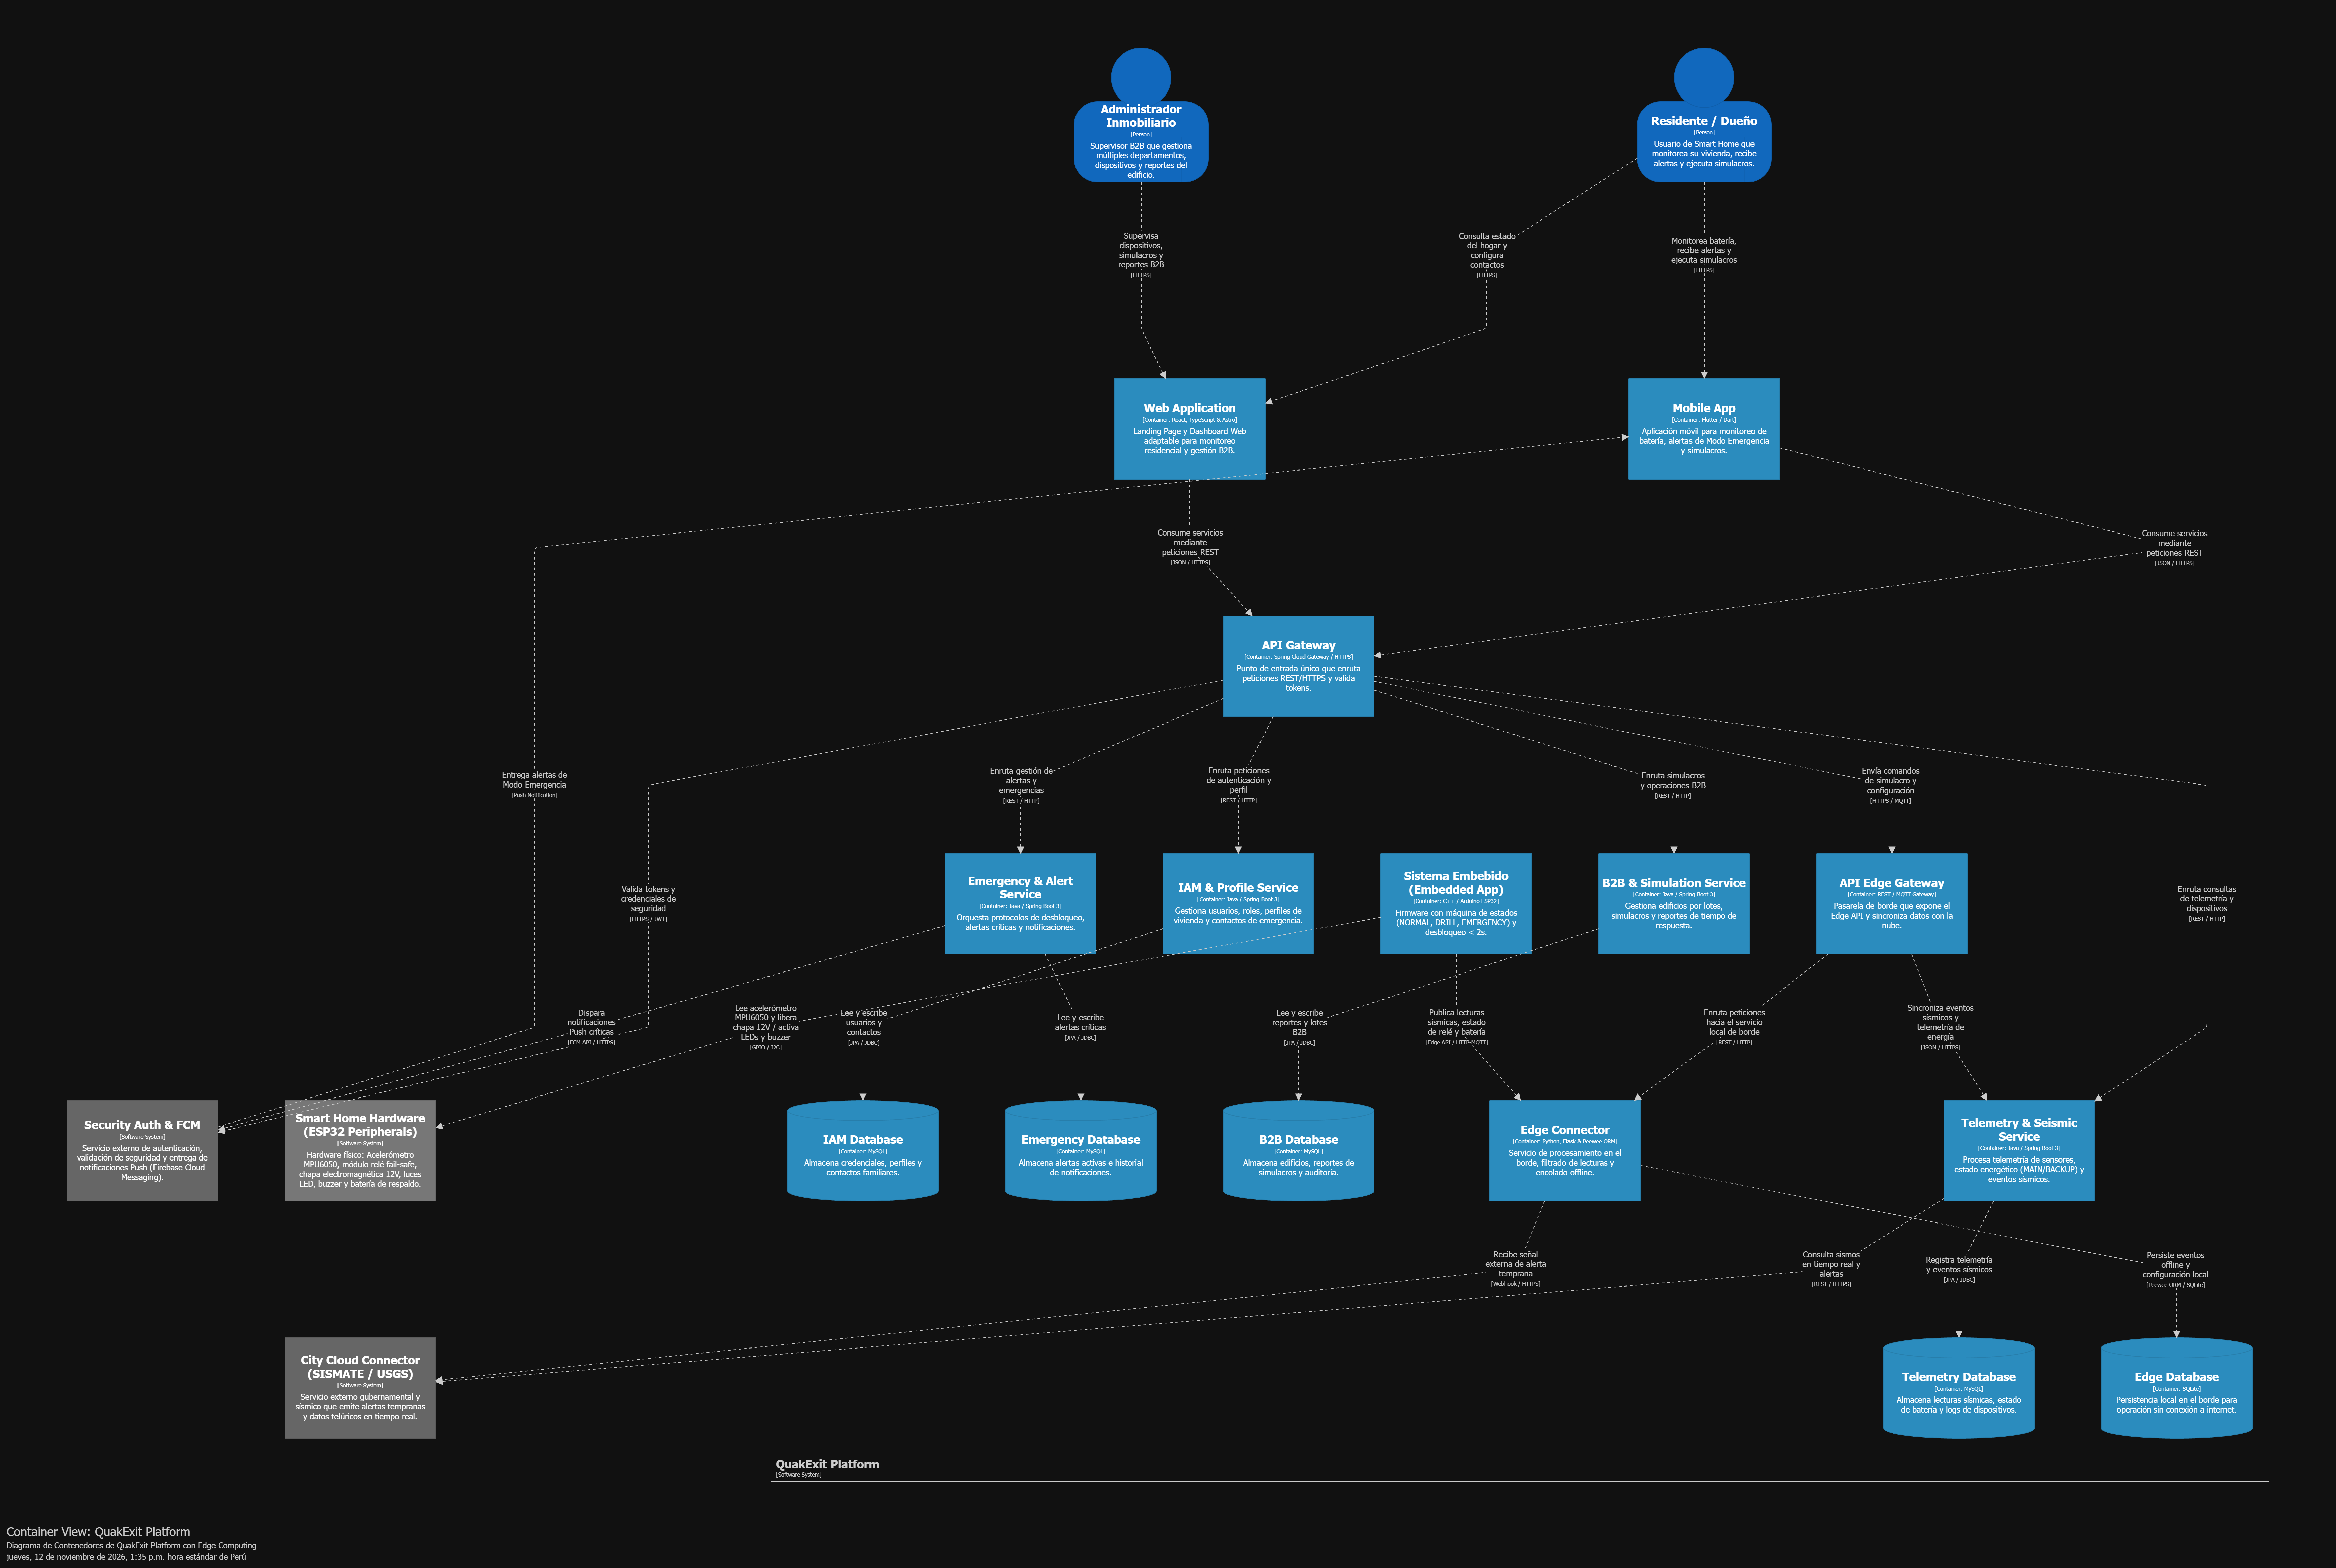 Administrador
Inmobiliario
[Person]
Supervisor B2B que gestiona
múltiples departamentos,
dispositivos y reportes del
edificio.
Residente / Dueño
[Person]
Usuario de Smart Home que
monitorea su vivienda, recibe
alertas y ejecuta simulacros.
Supervisa
dispositivos,
simulacros y
reportes B2B
[HTTPS]
Consulta estado
del hogar y
configura
contactos
[HTTPS]
Monitorea batería,
recibe alertas y
ejecuta simulacros
[HTTPS]
Web Application
[Container: React, TypeScript & Astro]
Landing Page y Dashboard Web
adaptable para monitoreo
residencial y gestión B2B.
Mobile App
[Container: Flutter / Dart]
Aplicación móvil para monitoreo de
batería, alertas de Modo Emergencia
y simulacros.
Consume servicios
mediante
peticiones REST
[JSON / HTTPS]
Consume servicios
mediante
peticiones REST
[JSON / HTTPS]
API Gateway
[Container: Spring Cloud Gateway / HTTPS]
Punto de entrada único que enruta
peticiones REST/HTTPS y valida
tokens.
Entrega alertas de
Modo Emergencia
[Push Notification]
Enruta gestión de
alertas y
emergencias
[REST / HTTP]
Enruta peticiones
de autenticación y
perfil
[REST / HTTP]
Enruta simulacros
y operaciones B2B
[REST / HTTP]
Envía comandos
de simulacro y
configuración
[HTTPS / MQTT]
Valida tokens y
credenciales de
seguridad
[HTTPS / JWT]
Emergency & Alert
Service
[Container: Java / Spring Boot 3]
Orquesta protocolos de desbloqueo,
alertas críticas y notificaciones.
IAM & Profile Service
[Container: Java / Spring Boot 3]
Gestiona usuarios, roles, perfiles de
vivienda y contactos de emergencia.
Sistema Embebido
(Embedded App)
[Container: C++ / Arduino ESP32]
Firmware con máquina de estados
(NORMAL, DRILL, EMERGENCY) y
desbloqueo < 2s.
B2B & Simulation Service
[Container: Java / Spring Boot 3]
Gestiona edificios por lotes,
simulacros y reportes de tiempo de
respuesta.
API Edge Gateway
[Container: REST / MQTT Gateway]
Pasarela de borde que expone el
Edge API y sincroniza datos con la
nube.
Enruta consultas
de telemetría y
dispositivos
[REST / HTTP]
Dispara
notificaciones
Push críticas
[FCM API / HTTPS]
Lee acelerómetro
MPU6050 y libera
chapa 12V / activa
LEDs y buzzer
[GPIO / I2C]
Lee y escribe
usuarios y
contactos
[JPA / JDBC]
Lee y escribe
alertas críticas
[JPA / JDBC]
Lee y escribe
reportes y lotes
B2B
[JPA / JDBC]
Publica lecturas
sísmicas, estado
de relé y batería
[Edge API / HTTP-MQTT]
Enruta peticiones
hacia el servicio
local de borde
[REST / HTTP]
Sincroniza eventos
sísmicos y
telemetría de
energía
[JSON / HTTPS]
Security Auth & FCM
[Software System]
Servicio externo de autenticación,
validación de seguridad y entrega de
notificaciones Push (Firebase Cloud
Messaging).
Smart Home Hardware
(ESP32 Peripherals)
[Software System]
Hardware físico: Acelerómetro
MPU6050, módulo relé fail-safe,
chapa electromagnética 12V, luces
LED, buzzer y batería de respaldo.
IAM Database
[Container: MySQL]
Almacena credenciales, perfiles y
contactos familiares.
Emergency Database
[Container: MySQL]
Almacena alertas activas e historial
de notificaciones.
B2B Database
[Container: MySQL]
Almacena edificios, reportes de
simulacros y auditoría.
Edge Connector
[Container: Python, Flask & Peewee ORM]
Servicio de procesamiento en el
borde, filtrado de lecturas y
encolado offline.
Telemetry & Seismic
Service
[Container: Java / Spring Boot 3]
Procesa telemetría de sensores,
estado energético (MAIN/BACKUP) y
eventos sísmicos.
Recibe señal
externa de alerta
temprana
[Webhook / HTTPS]
Consulta sismos
en tiempo real y
alertas
[REST / HTTPS]
Registra telemetría
y eventos sísmicos
[JPA / JDBC]
Persiste eventos
offline y
configuración local
[Peewee ORM / SQLite]
City Cloud Connector
(SISMATE / USGS)
[Software System]
Servicio externo gubernamental y
sísmico que emite alertas tempranas
y datos telúricos en tiempo real.
Telemetry Database
[Container: MySQL]
Almacena lecturas sísmicas, estado
de batería y logs de dispositivos.
Edge Database
[Container: SQLite]
Persistencia local en el borde para
operación sin conexión a internet.
QuakExit Platform
[Software System]
Container View: QuakExit Platform
Diagrama de Contenedores de QuakExit Platform con Edge Computing
jueves, 12 de noviembre de 2026, 1:35 p.m. hora estándar de Perú